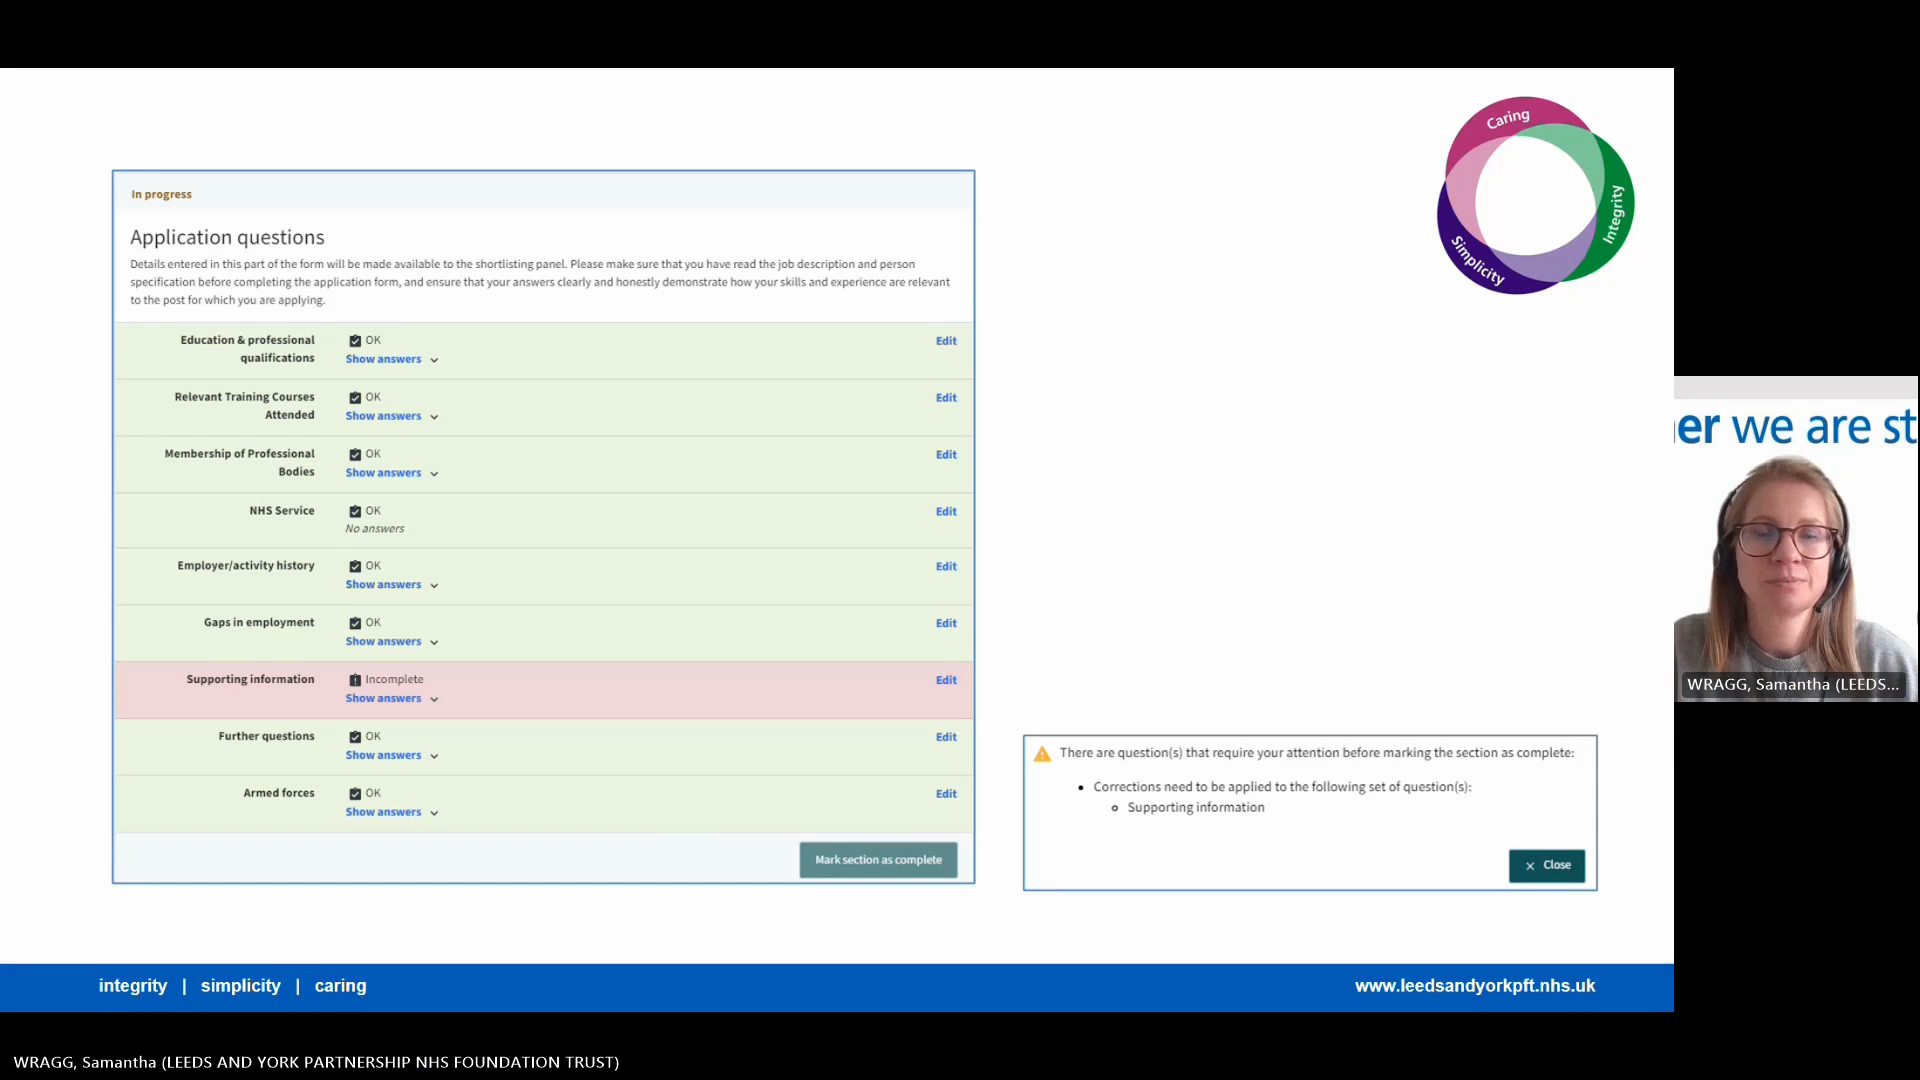 Caring
Integrity
Simplicity
In progress
Application questions
Details entered in this part of the form will be made available to the shortlisting panel. Please make sure that you have read the job description and person
specification before completing the application form, and ensure that your answers clearly and honestly demonstrate how your skills and experience are relevant
to the post for which you are applying.
Education & professional
qualifications
OK
Show answers
Edit
Relevant Training Courses
Attended
OK
Show answers
Edit
Membership of Professional
Bodies
OK
Show answers
Edit
NHS Service
OK
No answers
Edit
Employer/activity history
OK
Show answers
Edit
Gaps in employment
OK
Show answers
Edit
Supporting information
Incomplete
Show answers
Edit
Further questions
OK
Show answers
Edit
Armed forces
OK
Show answers
Edit
Mark section as complete
There are question(s) that require your attention before marking the section as complete:
• Corrections need to be applied to the following set of question(s):
Supporting information
Close
er we are st
WRAGG, Samantha (LEEDS...
integrity | simplicity | caring
www.leedsandyorkpft.nhs.uk
WRAGG, Samantha (LEEDS AND YORK PARTNERSHIP NHS FOUNDATION TRUST)